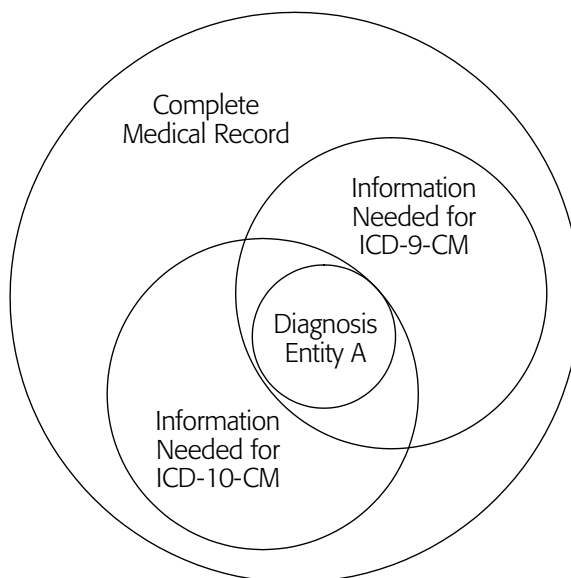 Complete
Medical Record
Information
Needed for
ICD-9-CM
Diagnosis
Entity A
Information
Needed for
ICD-10-CM